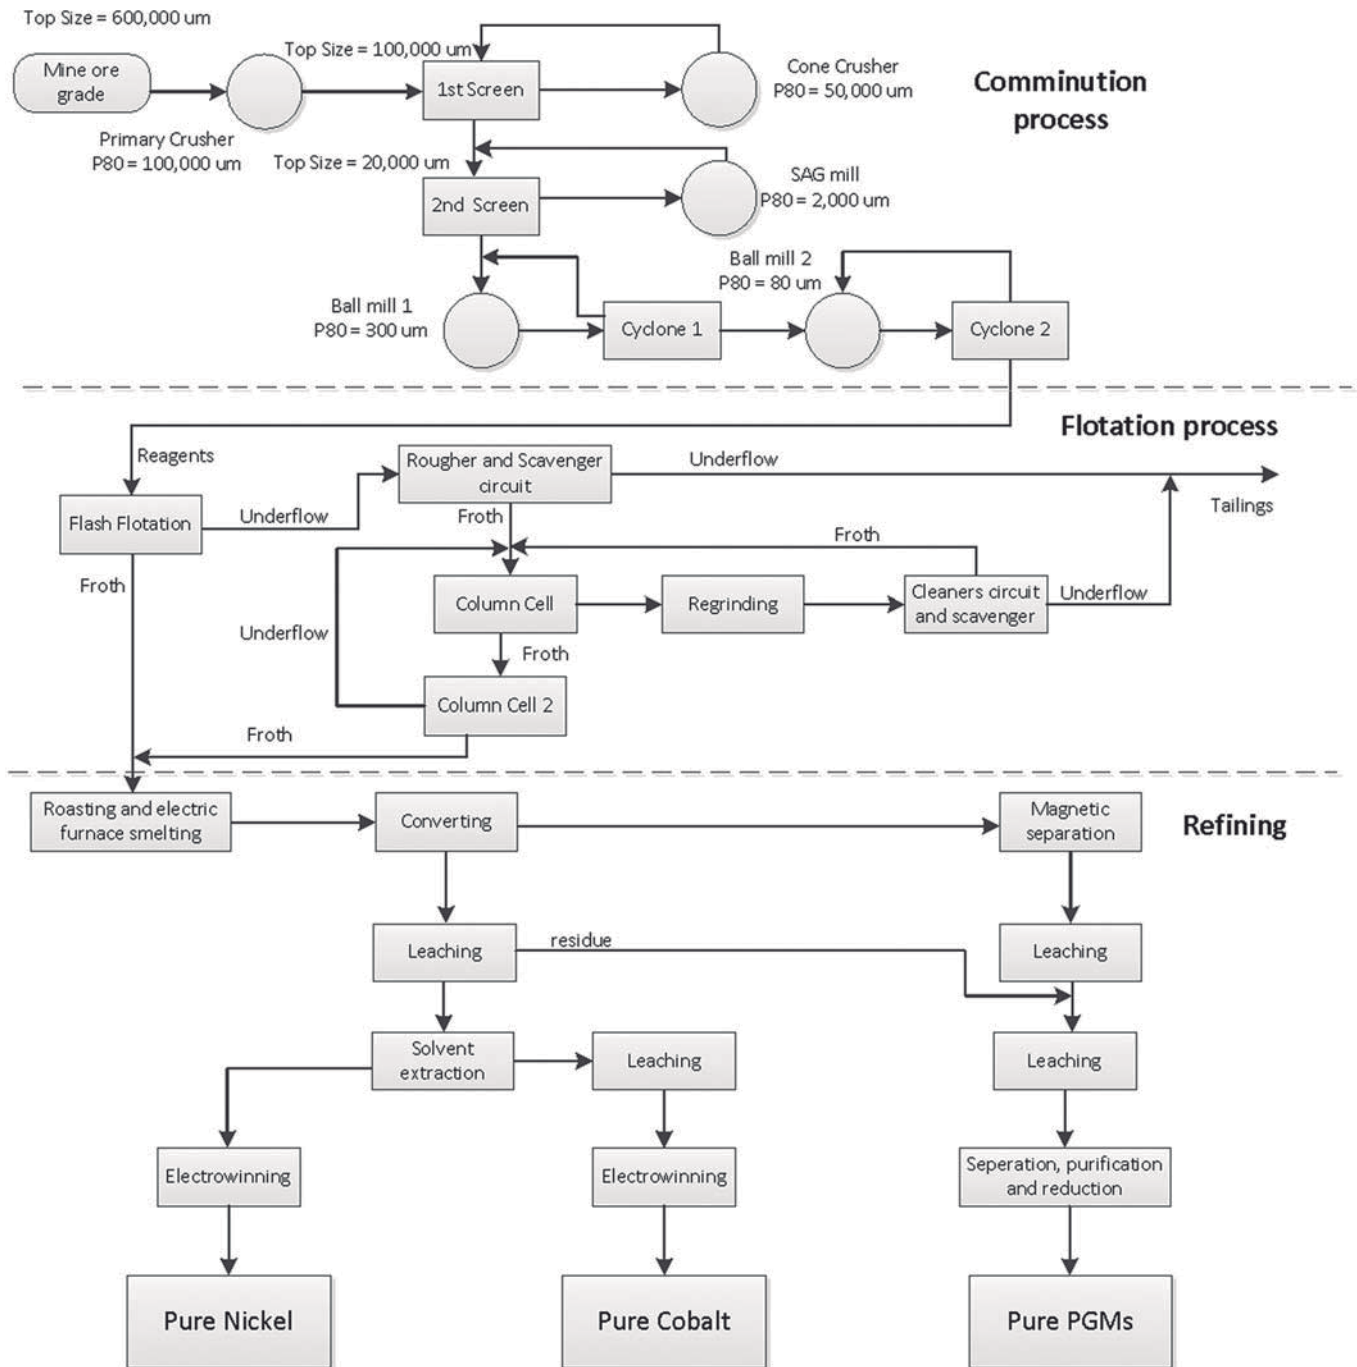 Top Size = 600,000 um
Mine ore
grade
Primary Crusher
P80 = 100,000 um
Top Size = 100,000 um
1st Screen
Cone Crusher
P80 = 50,000 um
Comminution
process
Top Size = 20,000 um
2nd Screen
SAG mill
P80 = 2,000 um
Ball mill 1
P80 = 300 um
Cyclone 1
Ball mill 2
P80 = 80 um
Cyclone 2
Flotation process
Reagents
Flash Flotation
Underflow
Rougher and Scavenger
circuit
Underflow
Tailings
Froth
Froth
Froth
Column Cell
Regrinding
Cleaners circuit
and scavenger
Underflow
Underflow
Froth
Column Cell 2
Froth
Roasting and electric
furnace smelting
Converting
Magnetic
separation
Refining
Leaching
residue
Leaching
Solvent
extraction
Leaching
Leaching
Electrowinning
Electrowinning
Seperation, purification
and reduction
Pure Nickel
Pure Cobalt
Pure PGMs